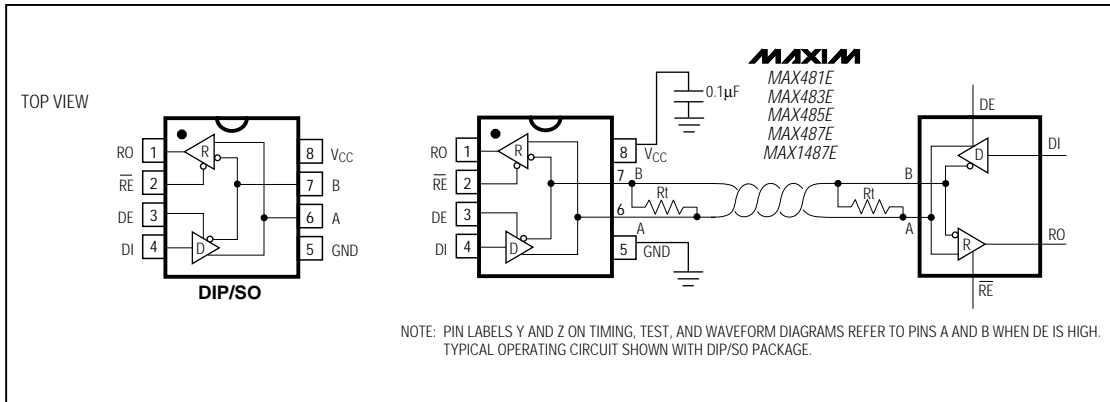 TOP VIEW
RO 1
RE 2
DE 3
DI 4
R
D
8 VCC
7 B
6 A
5 GND
DIP/SO
RO 1
RE 2
DE 3
DI 4
R
D
8 VCC
7 B
6
A
5 GND
0.1µF
Rt
MAXIM
MAX481E
MAX483E
MAX485E
MAX487E
MAX1487E
Rt
B
A
DE
D
DI
R
RO
RE
NOTE: PIN LABELS Y AND Z ON TIMING, TEST, AND WAVEFORM DIAGRAMS REFER TO PINS A AND B WHEN DE IS HIGH.
TYPICAL OPERATING CIRCUIT SHOWN WITH DIP/SO PACKAGE.